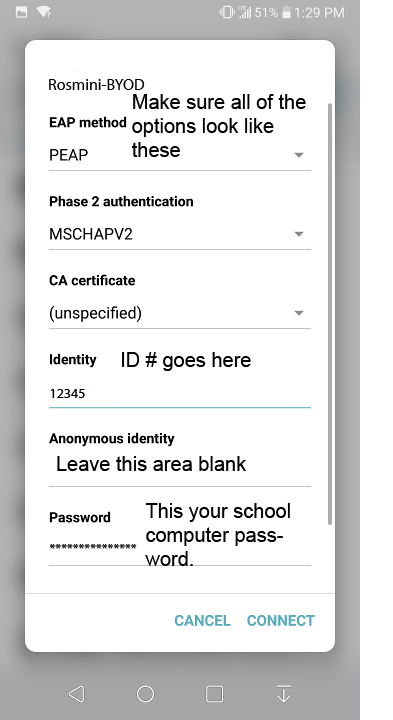 51% 1:29 PM
Rosmini-BYOD
Make sure all of the
EAP method options look like
these
PEAP
Phase 2 authentication
MSCHAPV2
CA certificate
(unspecified)
Identity ID # goes here
12345
Anonymous identity
Leave this area blank
Password This your school
computer pass-
***************
word.
CANCEL CONNECT